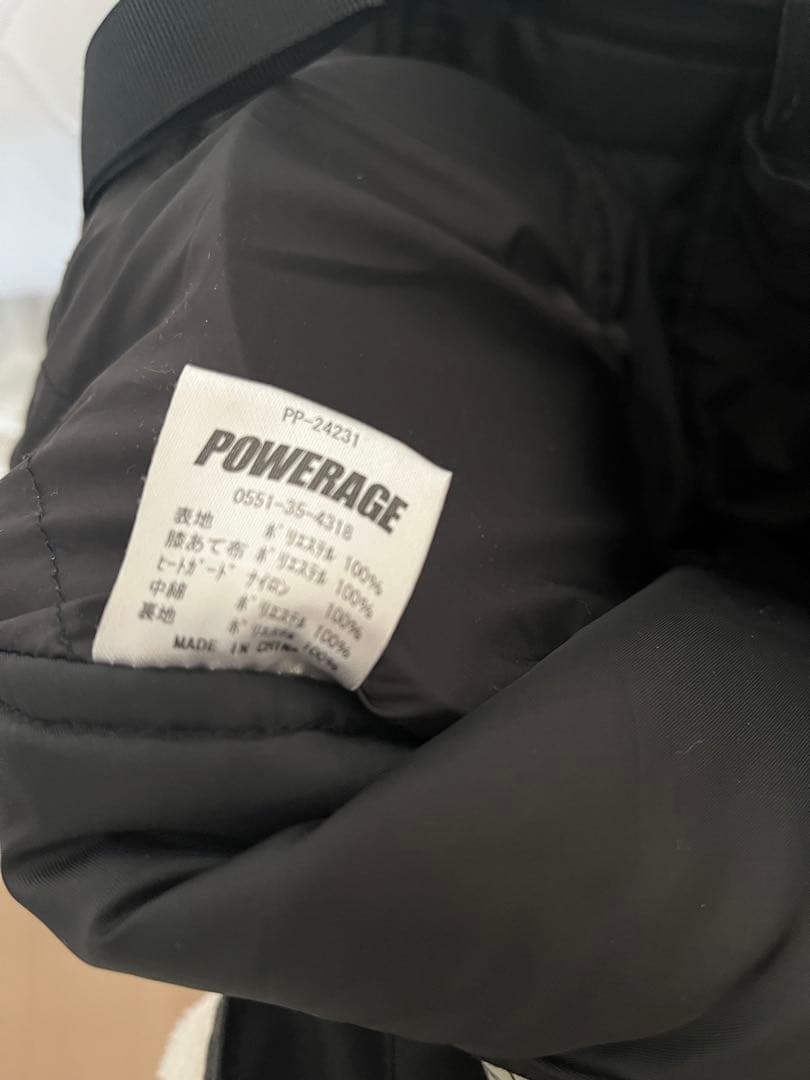 PP-24231
POWERAGE
0551-35-4318
表地 ポリエステル 100%
膝あて布 ポリエステル 100%
ヒートガード ナイロン 100%
中綿 ポリエステル 100%
裏地 ポリエステル 100%
MADE IN CHINA